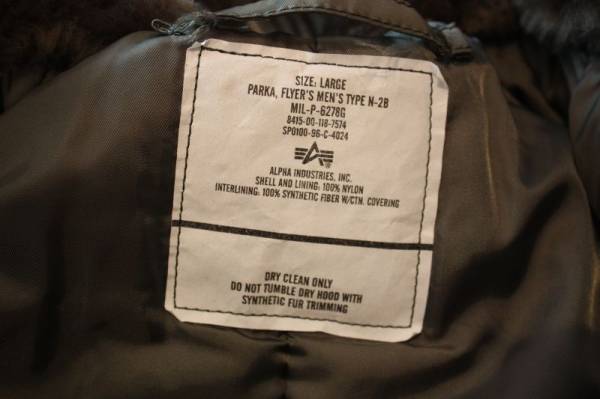 SIZE: LARGE
PARKA, FLYER'S MEN'S TYPE N-2B
MIL-P-6278G
8415-00-118-7574
SPO100-96-C-4024
ALPHA INDUSTRIES, INC.
SHELL AND LINING: 100% NYLON
INTERLINING: 100% SYNTHETIC FIBER W/CTN. COVERING
DRY CLEAN ONLY
DO NOT TUMBLE DRY HOOD WITH
SYNTHETIC FUR TRIMMING